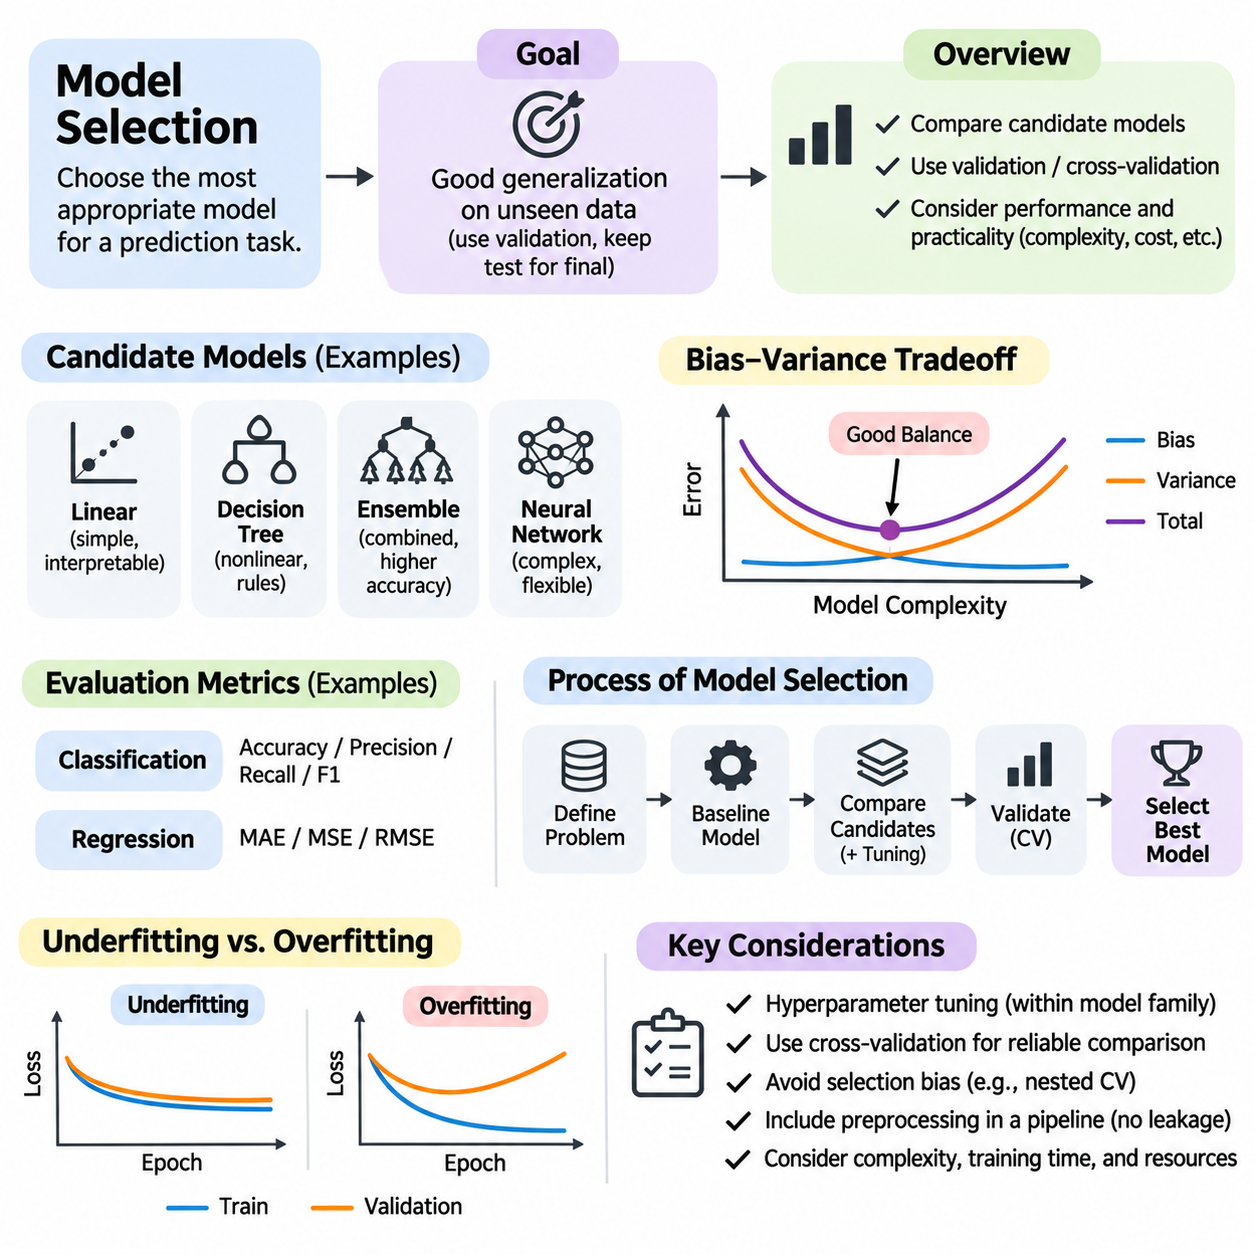 Model
Selection
Choose the most
appropriate model
for a prediction task.
Goal
Good generalization
on unseen data
(use validation, keep
test for final)
Overview
Compare candidate models
Use validation / cross-validation
Consider performance and
practicality (complexity, cost, etc.)
Candidate Models (Examples)
Linear
(simple,
interpretable)
Decision
Tree
(nonlinear,
rules)
Ensemble
(combined,
higher
accuracy)
Neural
Network
(complex,
flexible)
Bias–Variance Tradeoff
Good Balance
Error
Model Complexity
Bias
Variance
Total
Evaluation Metrics (Examples)
Classification
Accuracy / Precision /
Recall / F1
Regression
MAE / MSE / RMSE
Process of Model Selection
Define
Problem
Baseline
Model
Compare
Candidates
(+ Tuning)
Validate
(CV)
Select
Best
Model
Underfitting vs. Overfitting
Underfitting
Loss
Epoch
Overfitting
Loss
Epoch
Train
Validation
Key Considerations
Hyperparameter tuning (within model family)
Use cross-validation for reliable comparison
Avoid selection bias (e.g., nested CV)
Include preprocessing in a pipeline (no leakage)
Consider complexity, training time, and resources